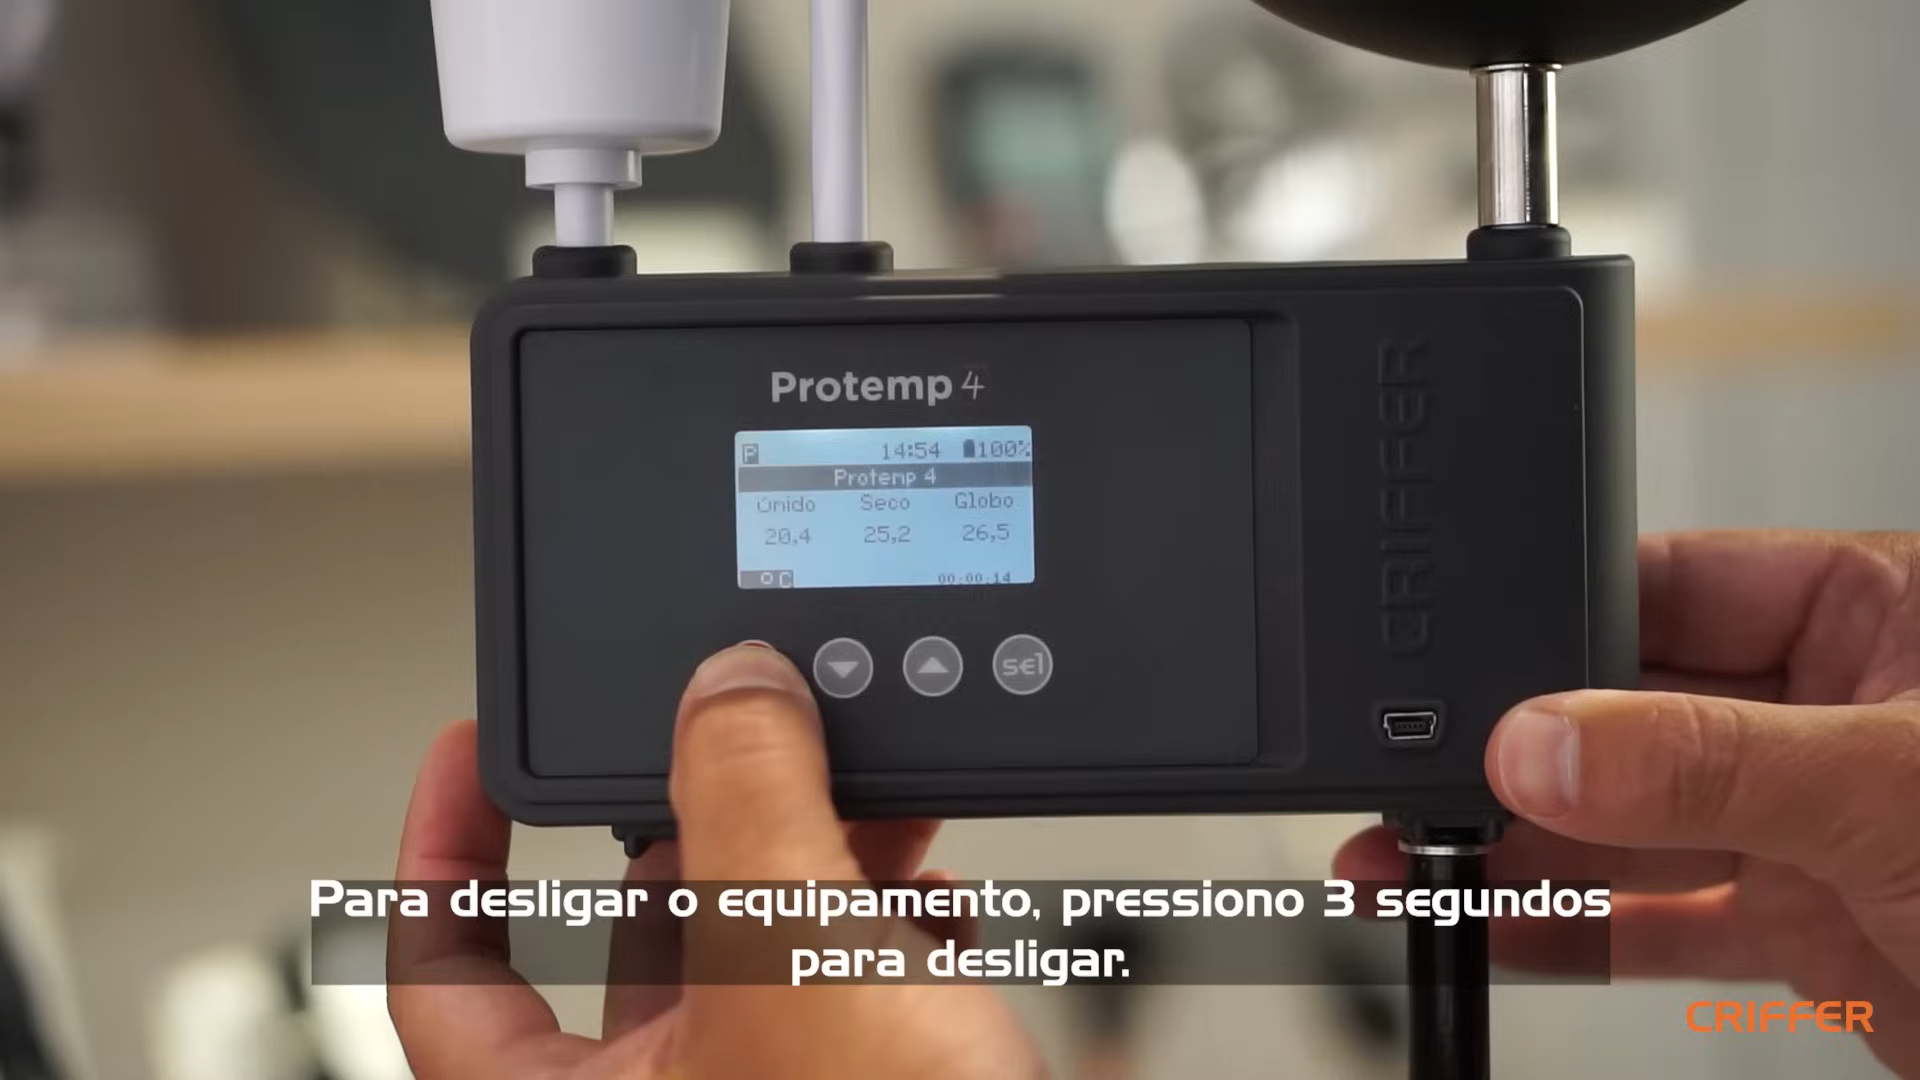 Protemp 4
P 14:54 100%
Protemp 4
Úmido Seco Globo
20,4 25,2 26,5
°C 00:00:14
sel
CRIFFER
Para desligar o equipamento, pressiono 3 segundos
para desligar.
CRIFFER